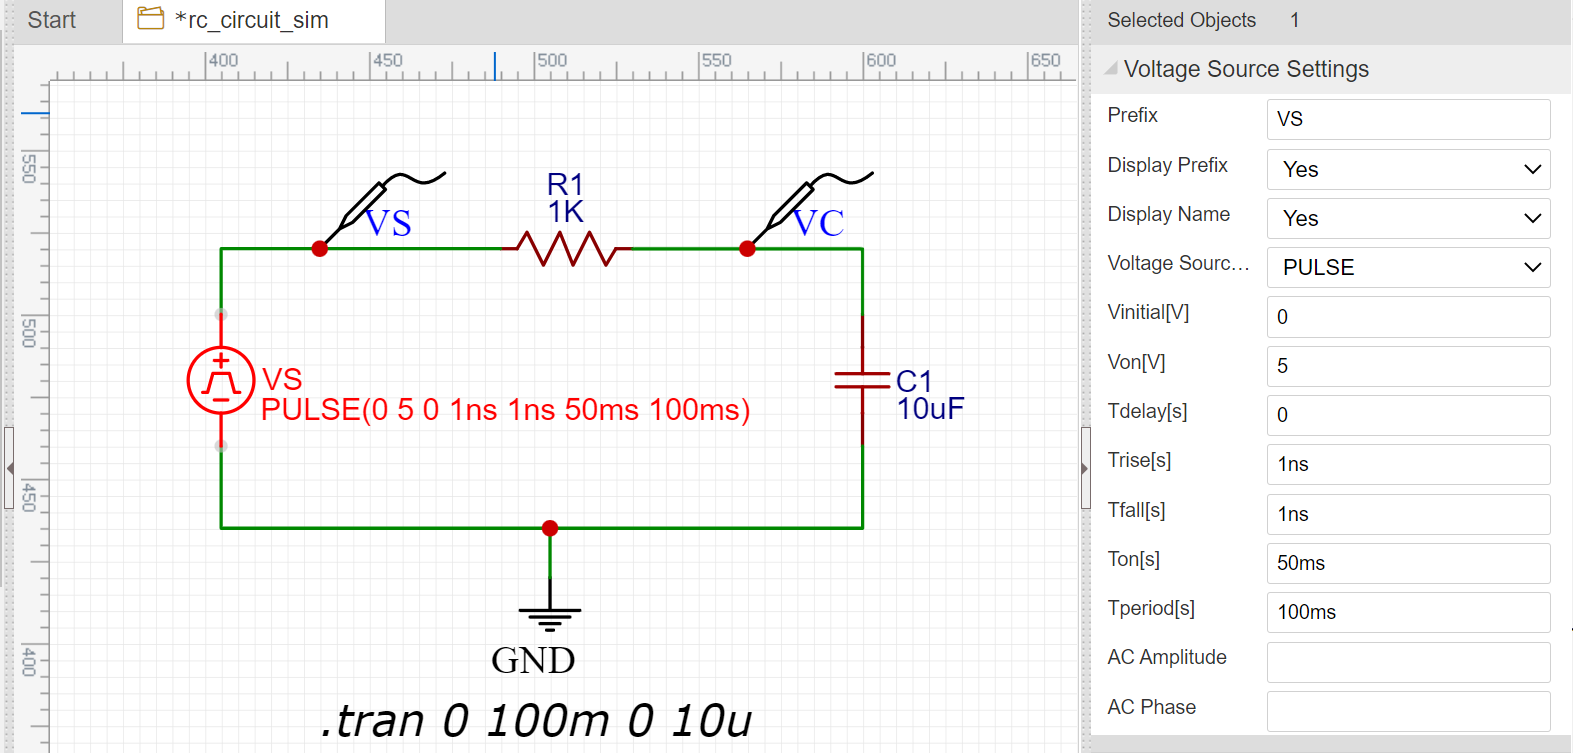 Start
*rc_circuit_sim
400
450
500
550
600
650
550
500
450
400
VS
R1
1K
VC
VS
PULSE(0 5 0 1ns 1ns 50ms 100ms)
C1
10uF
GND
.tran 0 100m 0 10u
Selected Objects 1
Voltage Source Settings
Prefix VS
Display Prefix Yes
Display Name Yes
Voltage Sourc... PULSE
Vinitial[V] 0
Von[V] 5
Tdelay[s] 0
Trise[s] 1ns
Tfall[s] 1ns
Ton[s] 50ms
Tperiod[s] 100ms
AC Amplitude
AC Phase